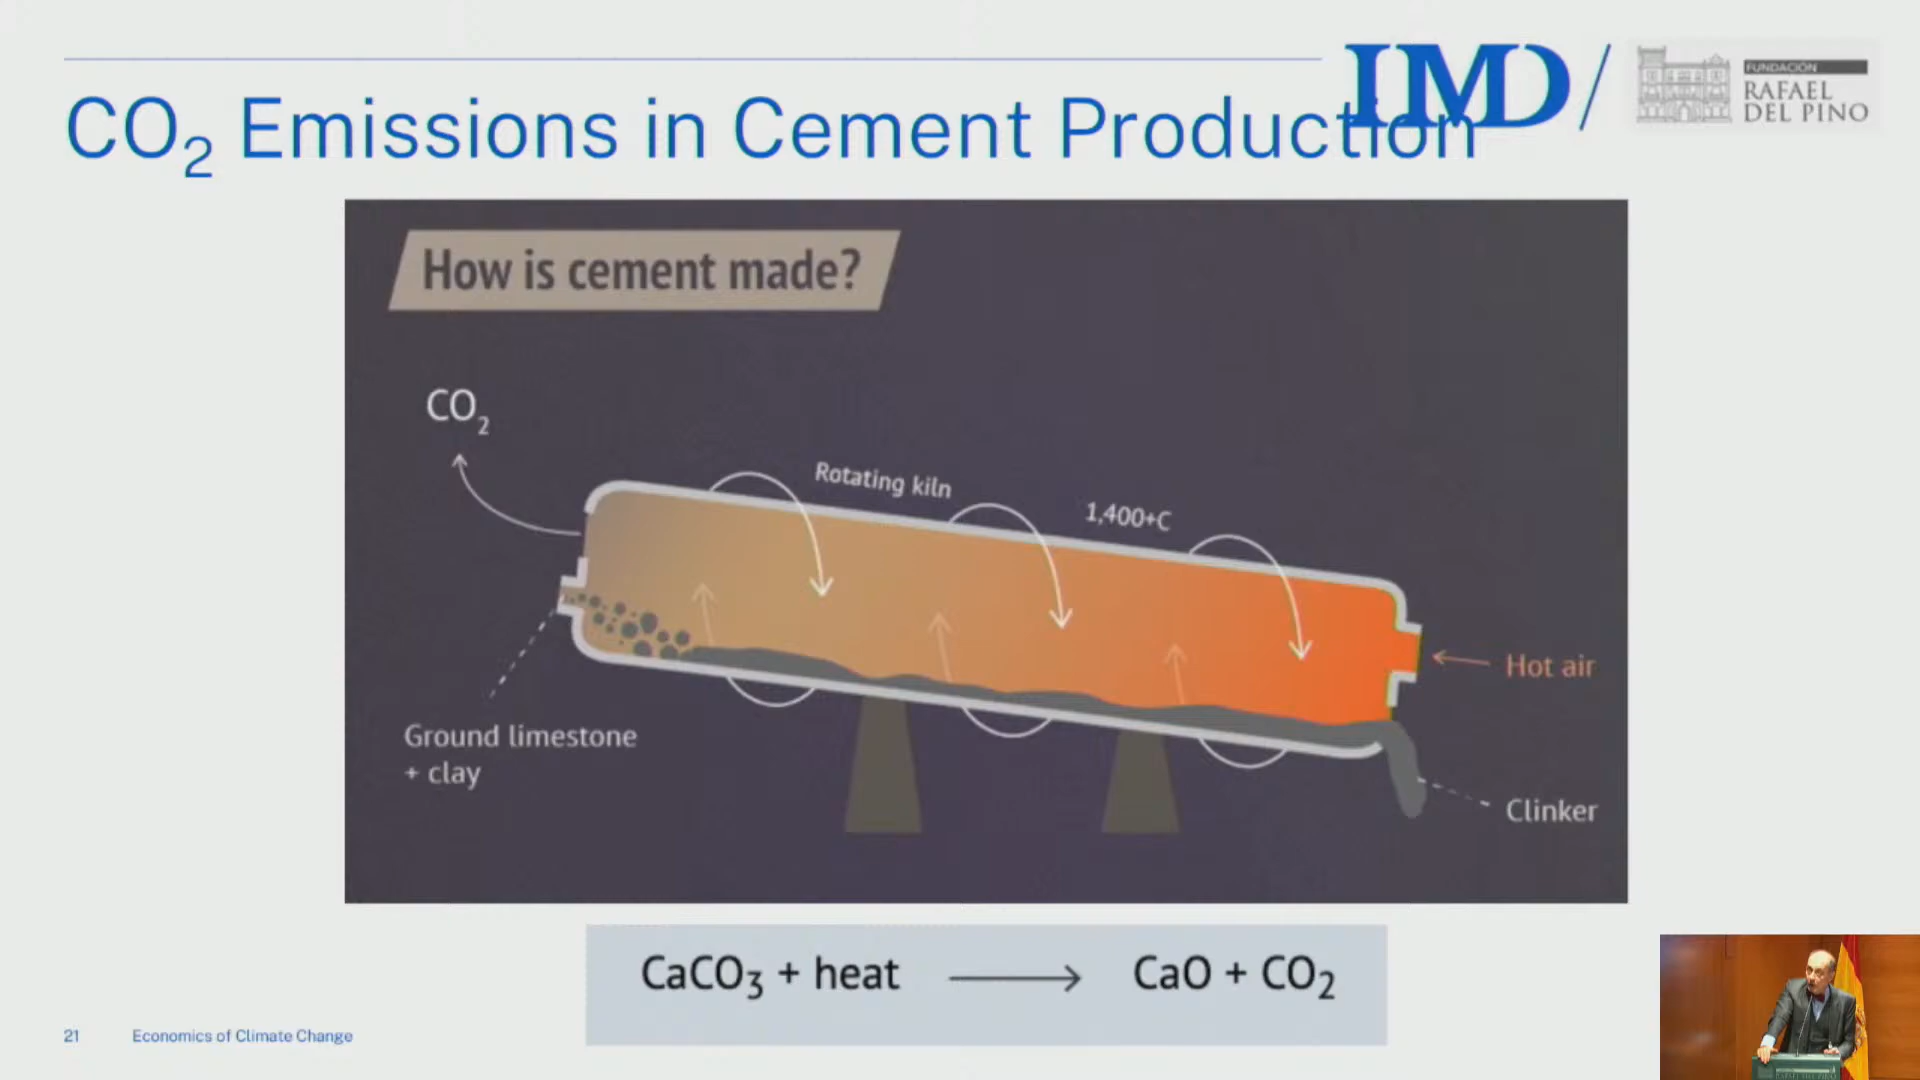 IMD
FUNDACIÓN
RAFAEL
DEL PINO
CO₂ Emissions in Cement Production
How is cement made?
CO₂
Rotating kiln
1,400+C
Hot air
Ground limestone
+ clay
Clinker
CaCO₃ + heat ⟶ CaO + CO₂
21 Economics of Climate Change